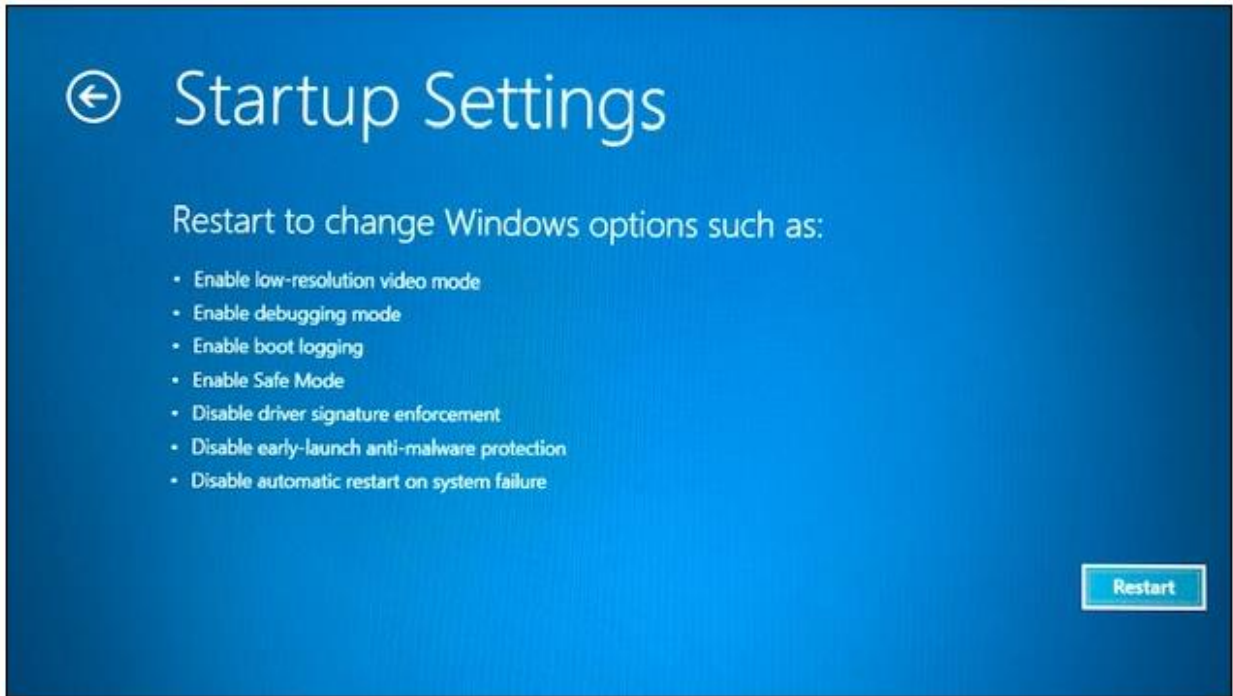 Startup Settings
Restart to change Windows options such as:
• Enable low-resolution video mode
• Enable debugging mode
• Enable boot logging
• Enable Safe Mode
• Disable driver signature enforcement
• Disable early-launch anti-malware protection
• Disable automatic restart on system failure
Restart